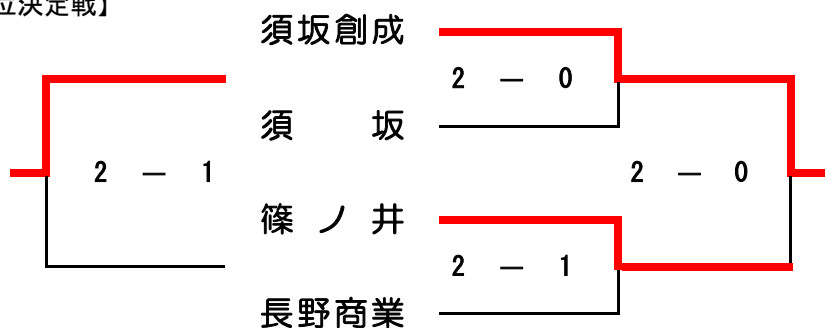 位決定戦】
須坂創成
2 － 0
須 坂
2 － 1
2 － 0
篠ノ井
2 － 1
長野商業